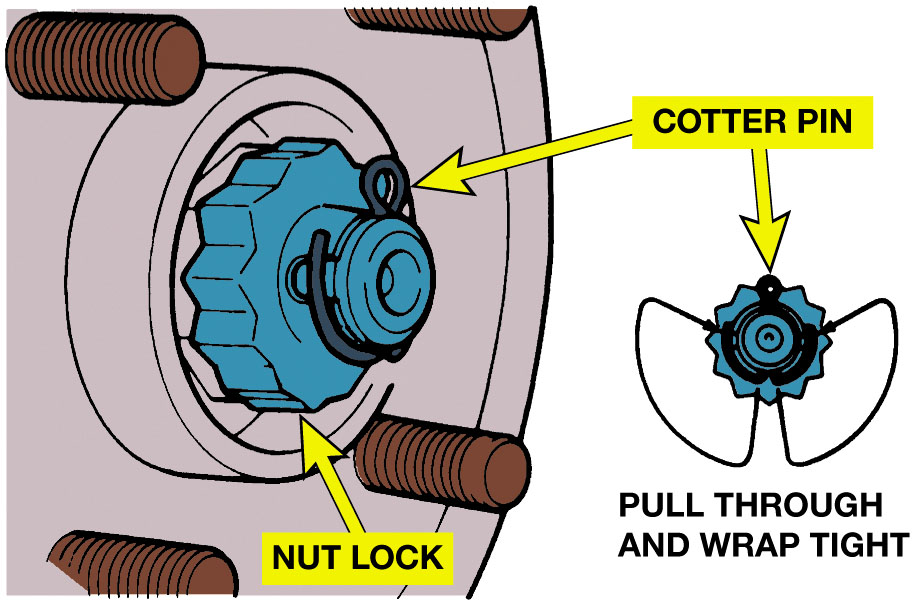 COTTER PIN
NUT LOCK
PULL THROUGH
AND WRAP TIGHT